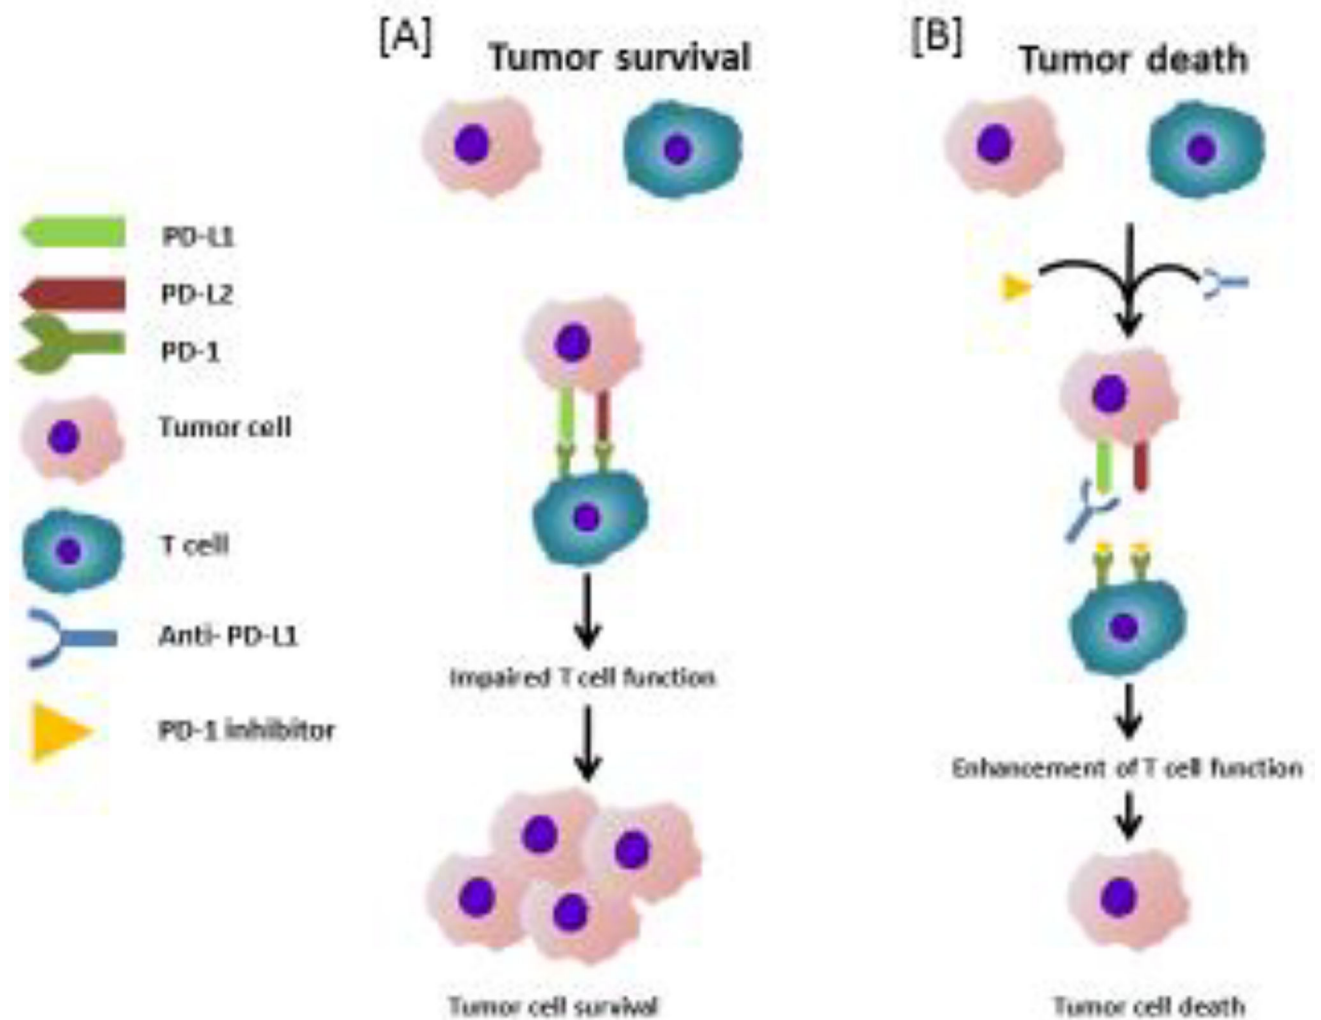 [A]
Tumor survival
[B]
Tumor death
PD-L1
PD-L2
PD-1
Tumor cell
T cell
Anti- PD-L1
PD-1 inhibitor
Impaired T cell function
Tumor cell survival
Enhancement of T cell function
Tumor cell death